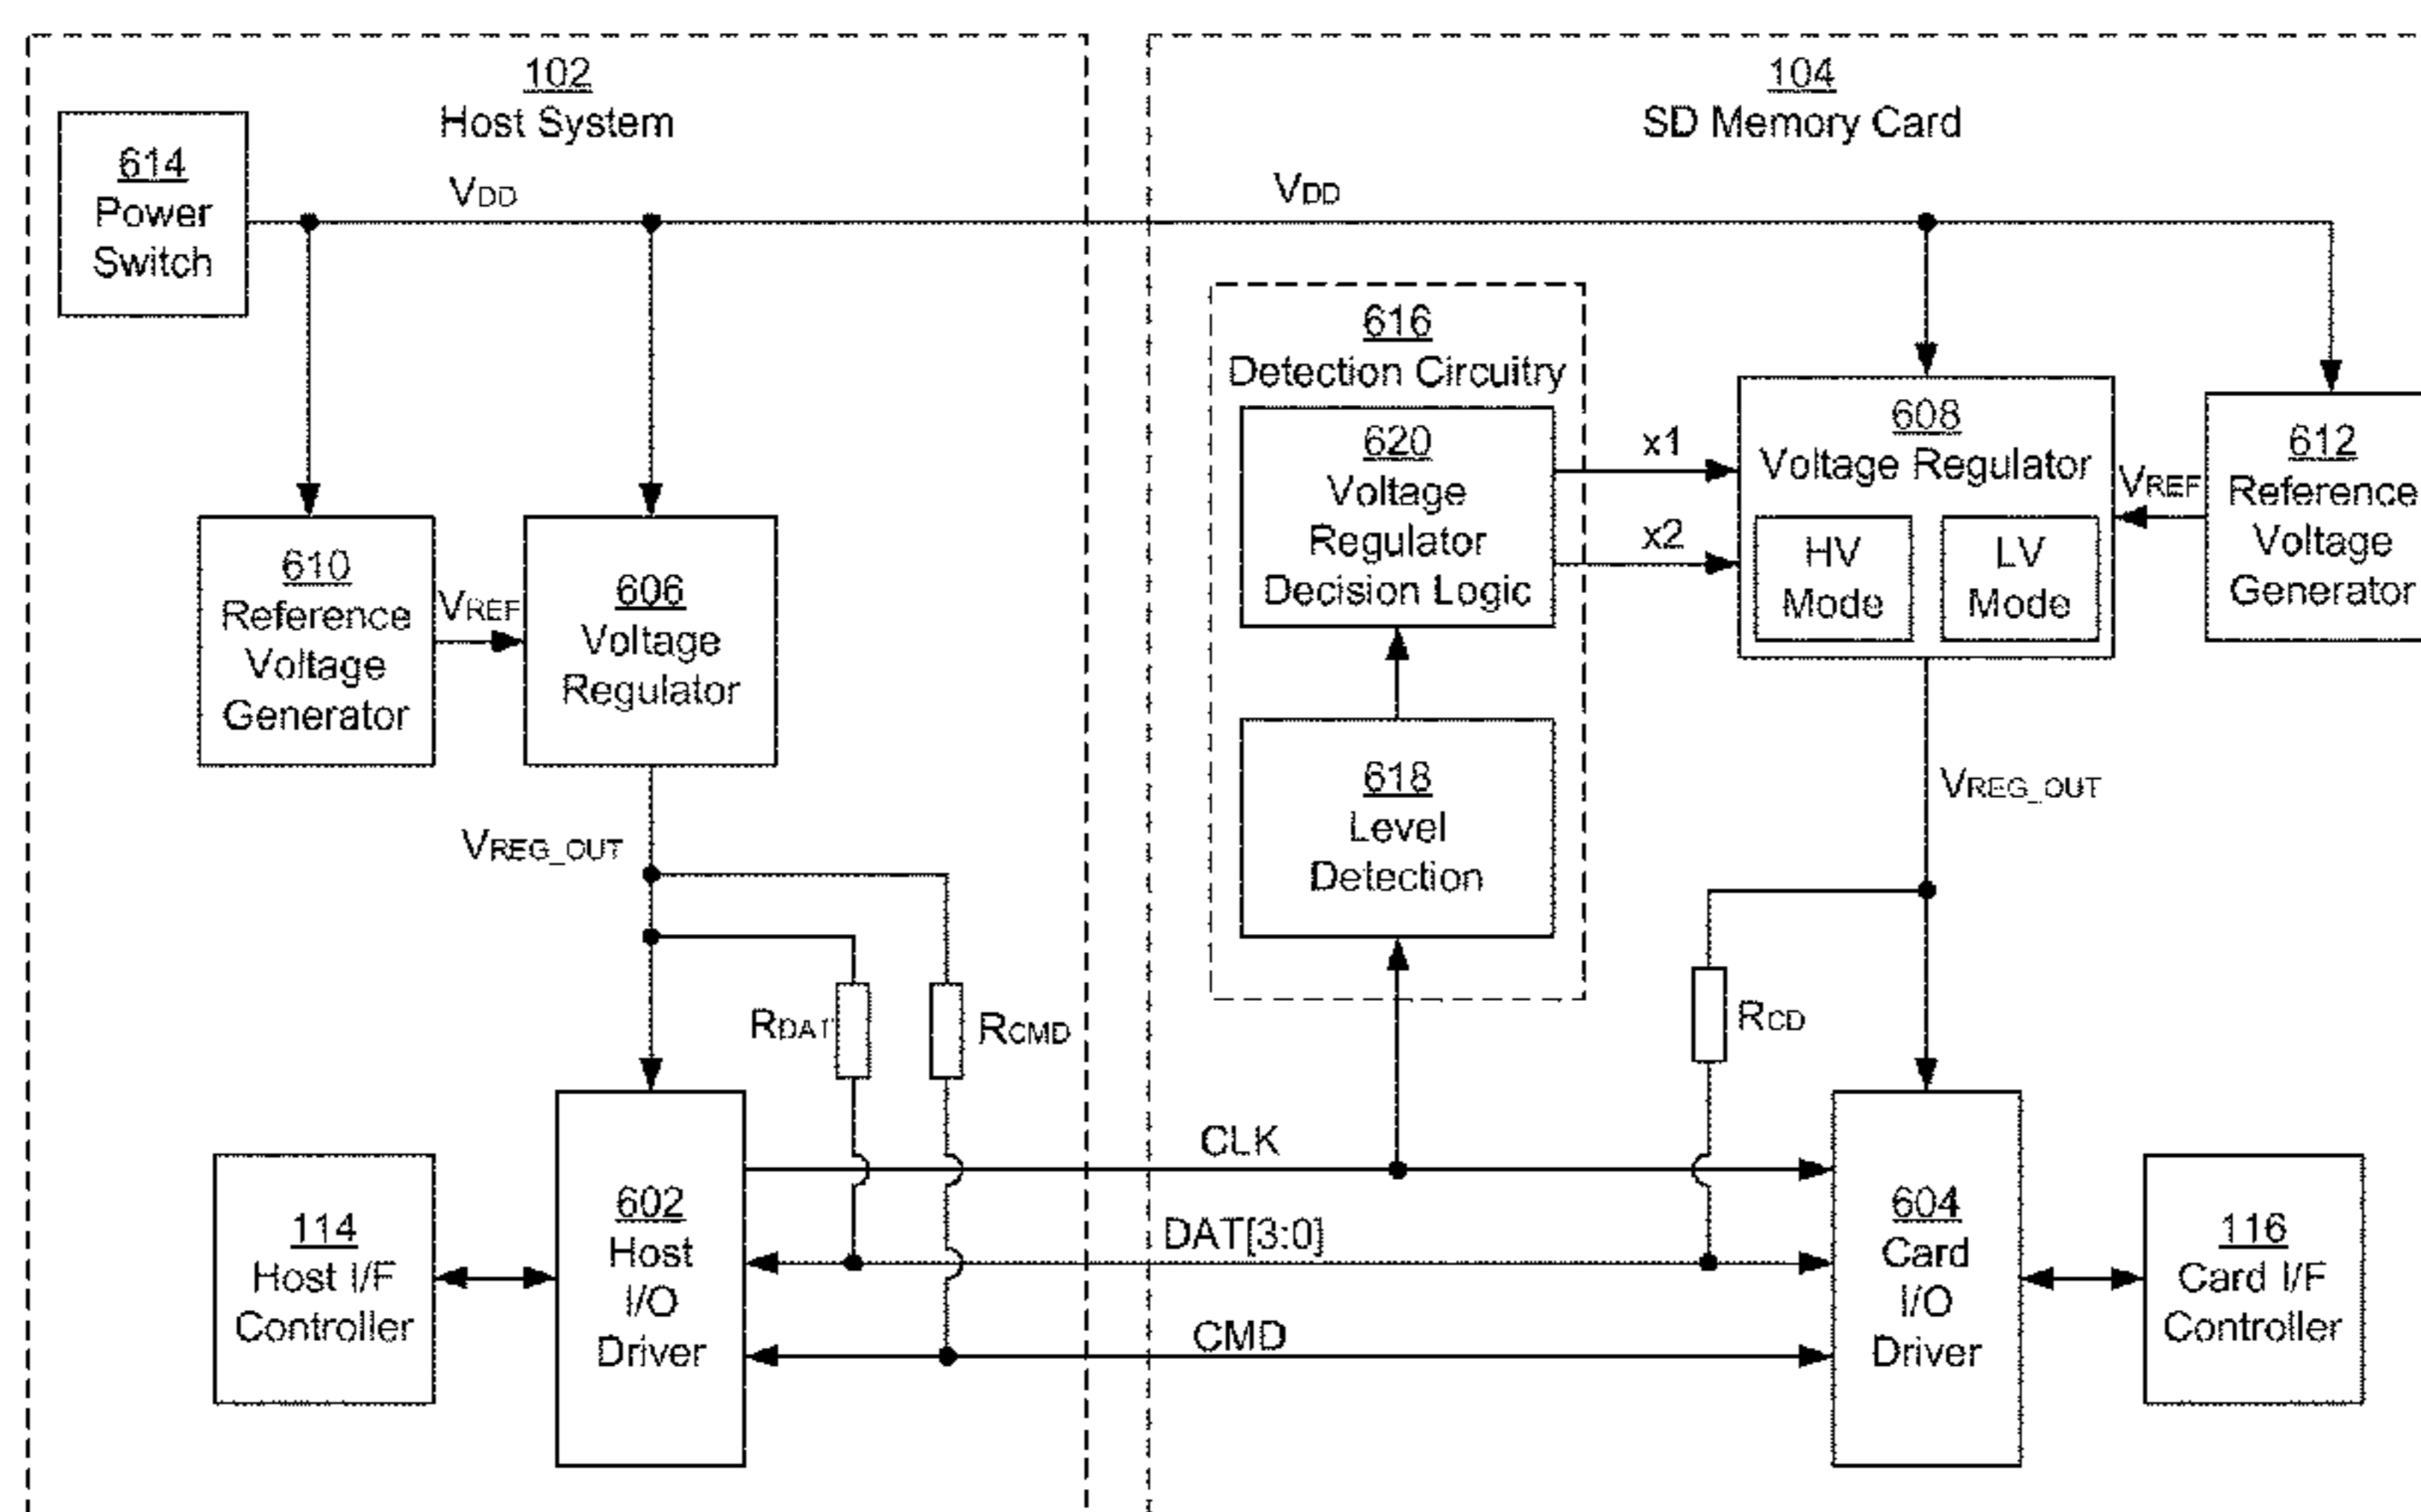 102
Host System
614
Power
Switch
VDD
610
Reference
Voltage
Generator
VREF
606
Voltage
Regulator
VREG_OUT
RDAT
RCMD
114
Host I/F
Controller
602
Host
I/O
Driver
104
SD Memory Card
VDD
616
Detection Circuitry
620
Voltage
Regulator
Decision Logic
x1
x2
608
Voltage Regulator
HV
Mode
LV
Mode
VREF
612
Reference
Voltage
Generator
618
Level
Detection
VREG_OUT
RCD
CLK
DAT[3:0]
CMD
604
Card
I/O
Driver
116
Card I/F
Controller